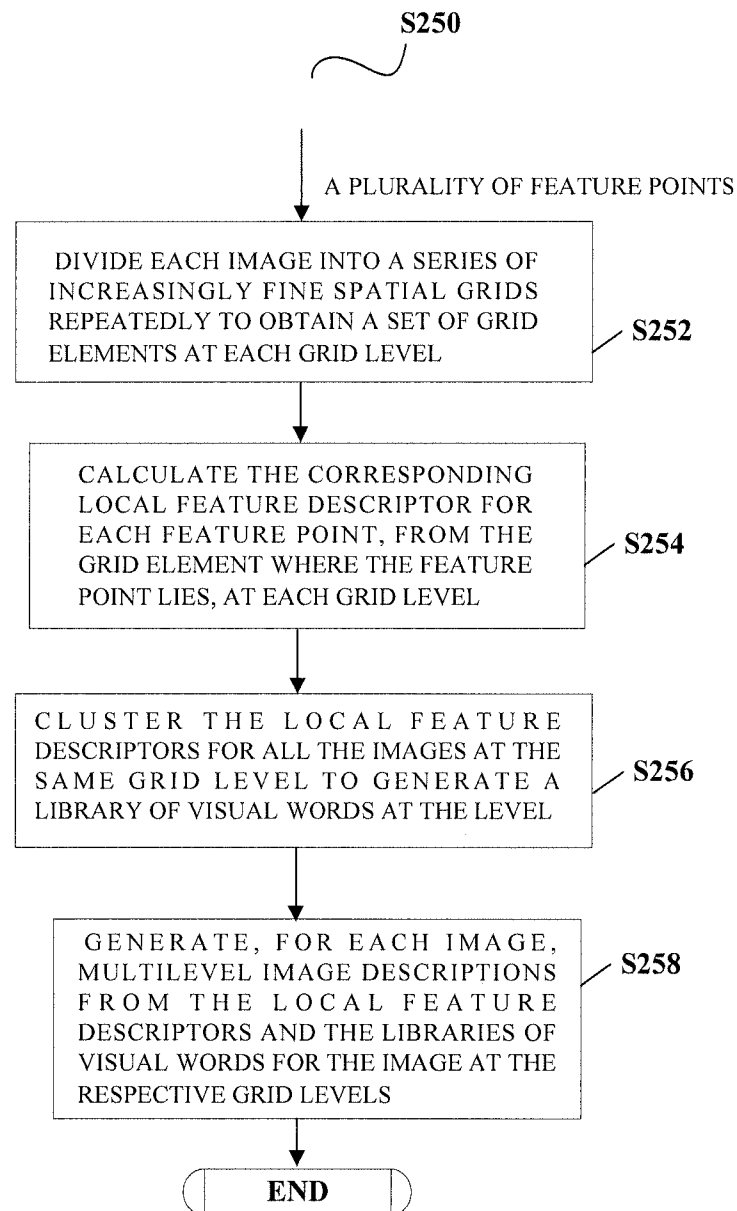 S250
A PLURALITY OF FEATURE POINTS
DIVIDE EACH IMAGE INTO A SERIES OF
INCREASINGLY FINE SPATIAL GRIDS
REPEATEDLY TO OBTAIN A SET OF GRID
ELEMENTS AT EACH GRID LEVEL
S252
CALCULATE THE CORRESPONDING
LOCAL FEATURE DESCRIPTOR FOR
EACH FEATURE POINT, FROM THE
GRID ELEMENT WHERE THE FEATURE
POINT LIES, AT EACH GRID LEVEL
S254
CLUSTER THE LOCAL FEATURE
DESCRIPTORS FOR ALL THE IMAGES AT THE
SAME GRID LEVEL TO GENERATE A
LIBRARY OF VISUAL WORDS AT THE LEVEL
S256
GENERATE, FOR EACH IMAGE,
MULTILEVEL IMAGE DESCRIPTIONS
FROM THE LOCAL FEATURE
DESCRIPTORS AND THE LIBRARIES OF
VISUAL WORDS FOR THE IMAGE AT THE
RESPECTIVE GRID LEVELS
S258
END